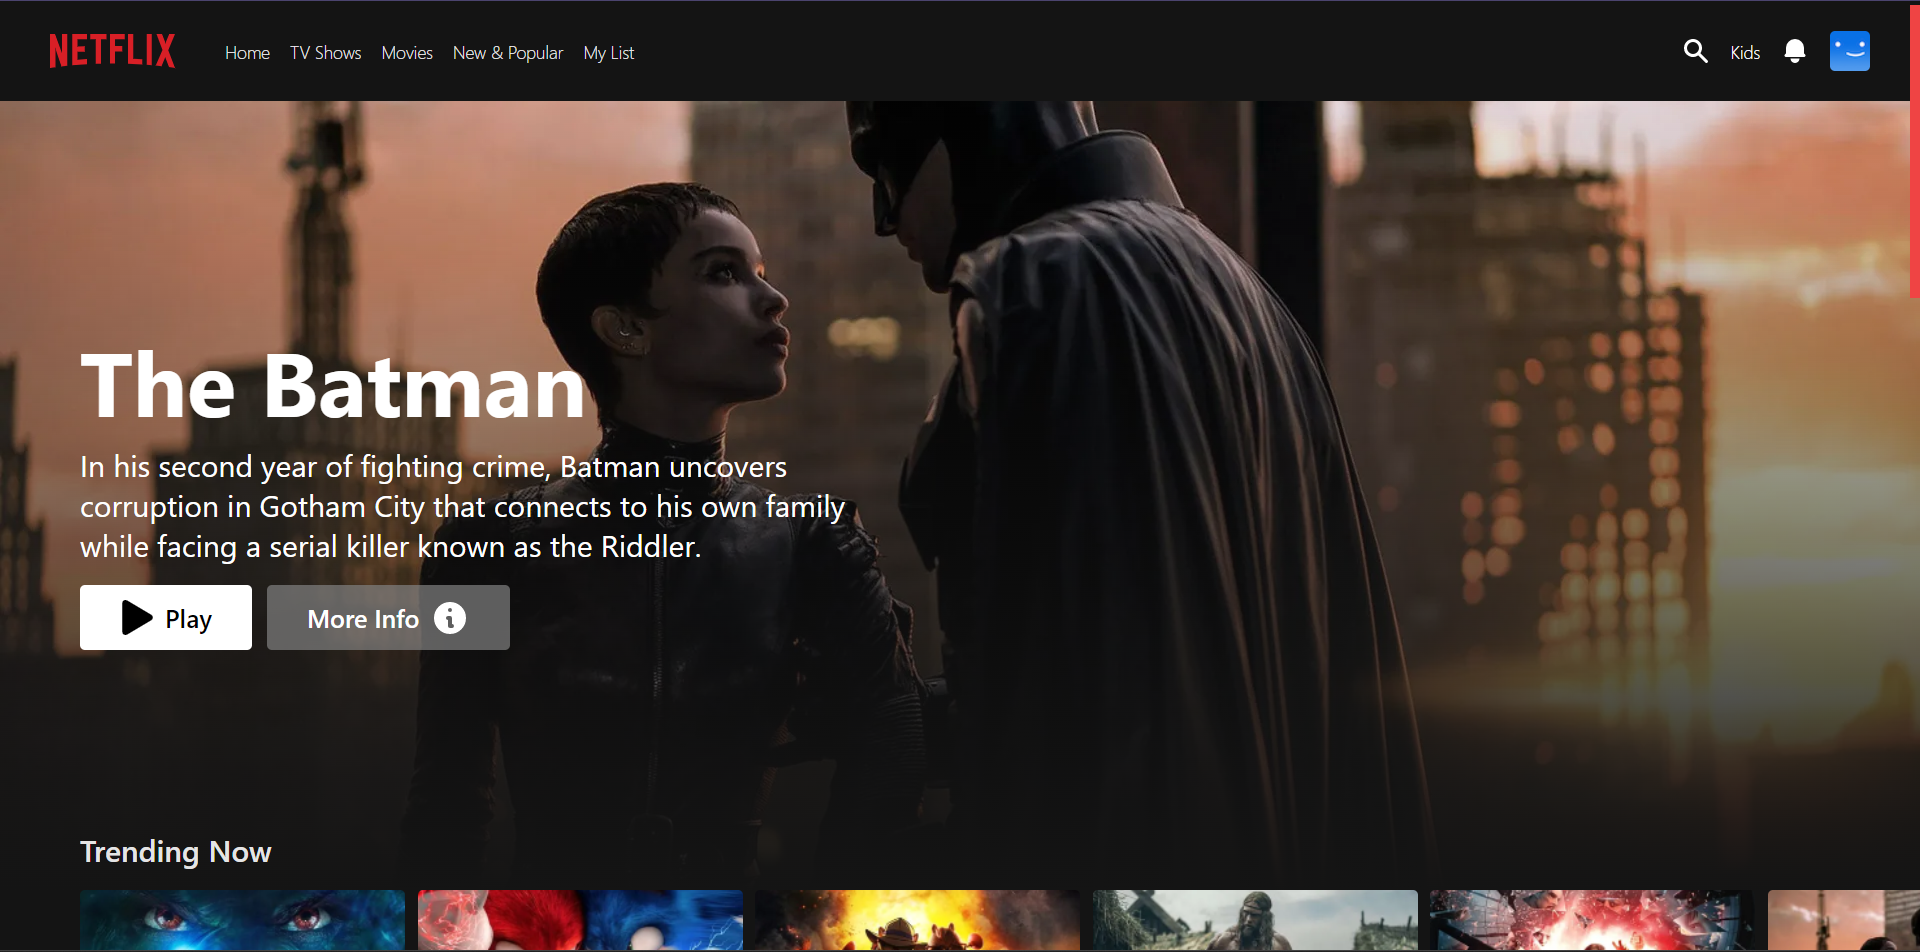 NETFLIX Home TV Shows Movies New & Popular My List Kids
The Batman
In his second year of fighting crime, Batman uncovers
corruption in Gotham City that connects to his own family
while facing a serial killer known as the Riddler.
Play More Info
Trending Now